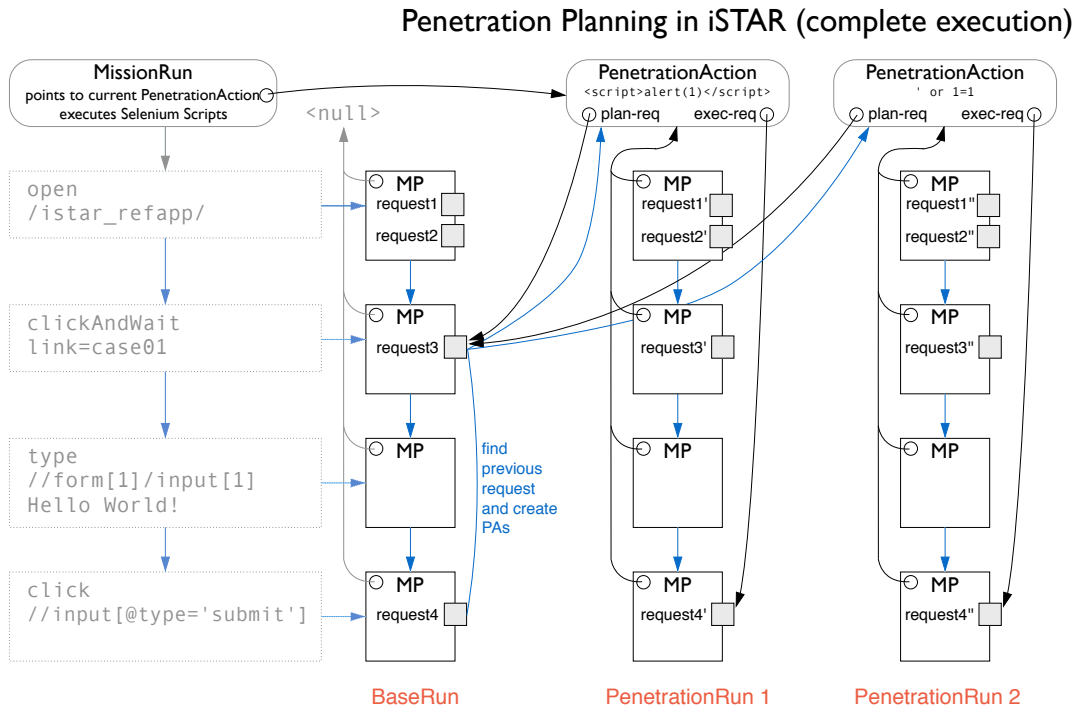 Penetration Planning in iSTAR (complete execution)
MissionRun
points to current PenetrationAction
executes Selenium Scripts
<null>
PenetrationAction
<script>alert(1)</script>
plan-req exec-req
PenetrationAction
' or 1=1
plan-req exec-req
open
/istar_refapp/
clickAndWait
link=case01
type
//form[1]/input[1]
Hello World!
click
//input[@type='submit']
MP
request1
request2
MP
request3
MP
MP
request4
find
previous
request
and create
PAs
MP
request1'
request2'
MP
request3'
MP
MP
request4'
MP
request1"
request2"
MP
request3"
MP
MP
request4"
BaseRun
PenetrationRun 1
PenetrationRun 2